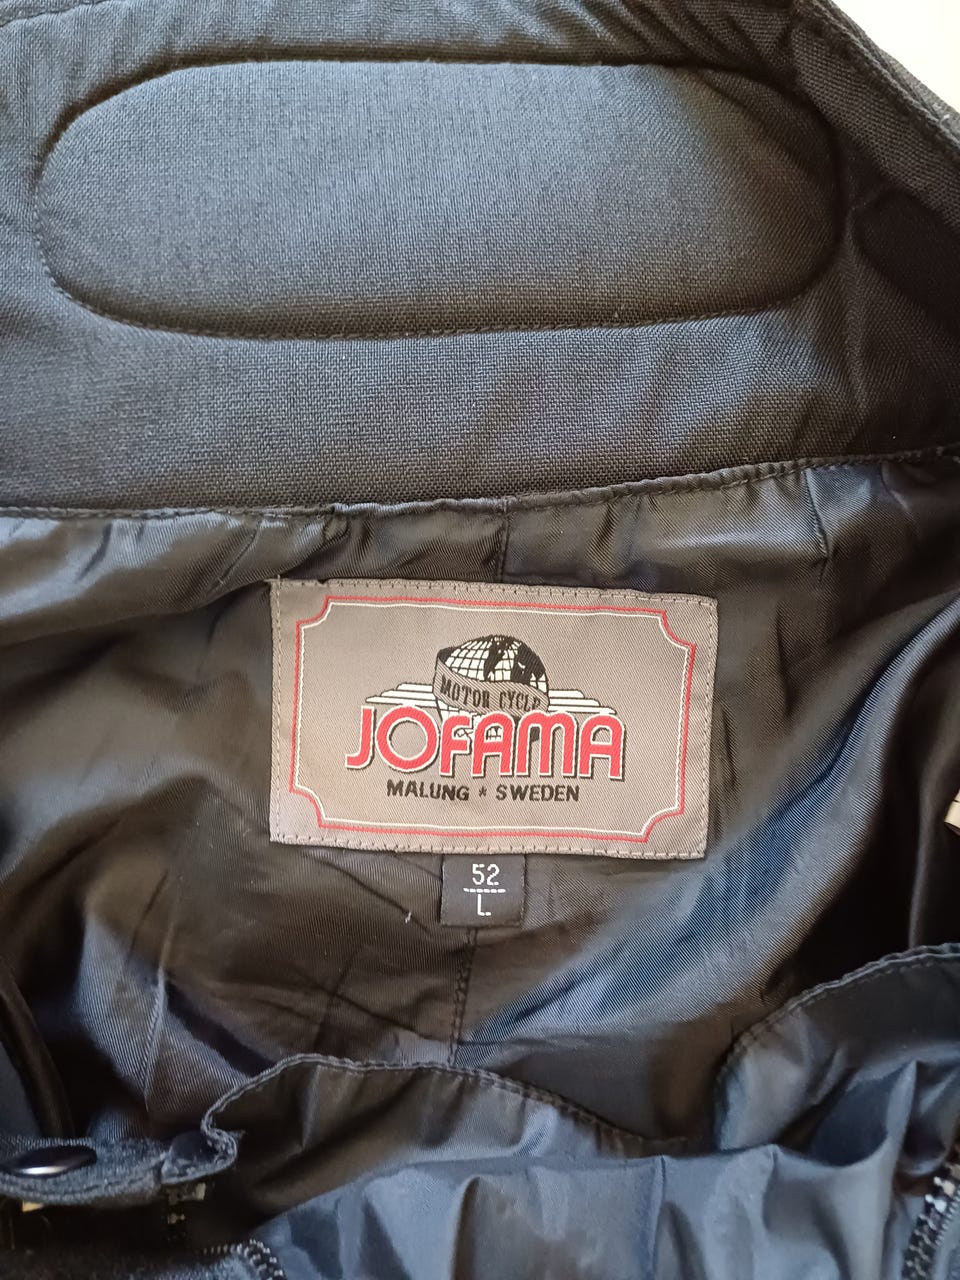 MOTOR CYCLE
JOFAMA
MALUNG * SWEDEN
52
L